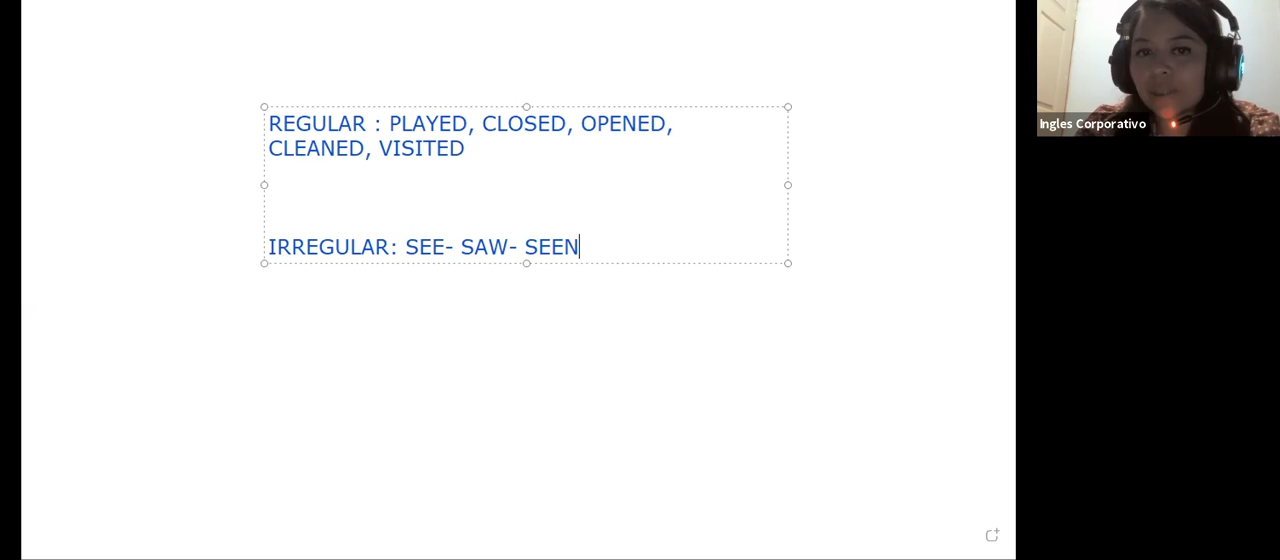 REGULAR : PLAYED, CLOSED, OPENED,
CLEANED, VISITED
IRREGULAR: SEE- SAW- SEEN
Ingles Corporativo